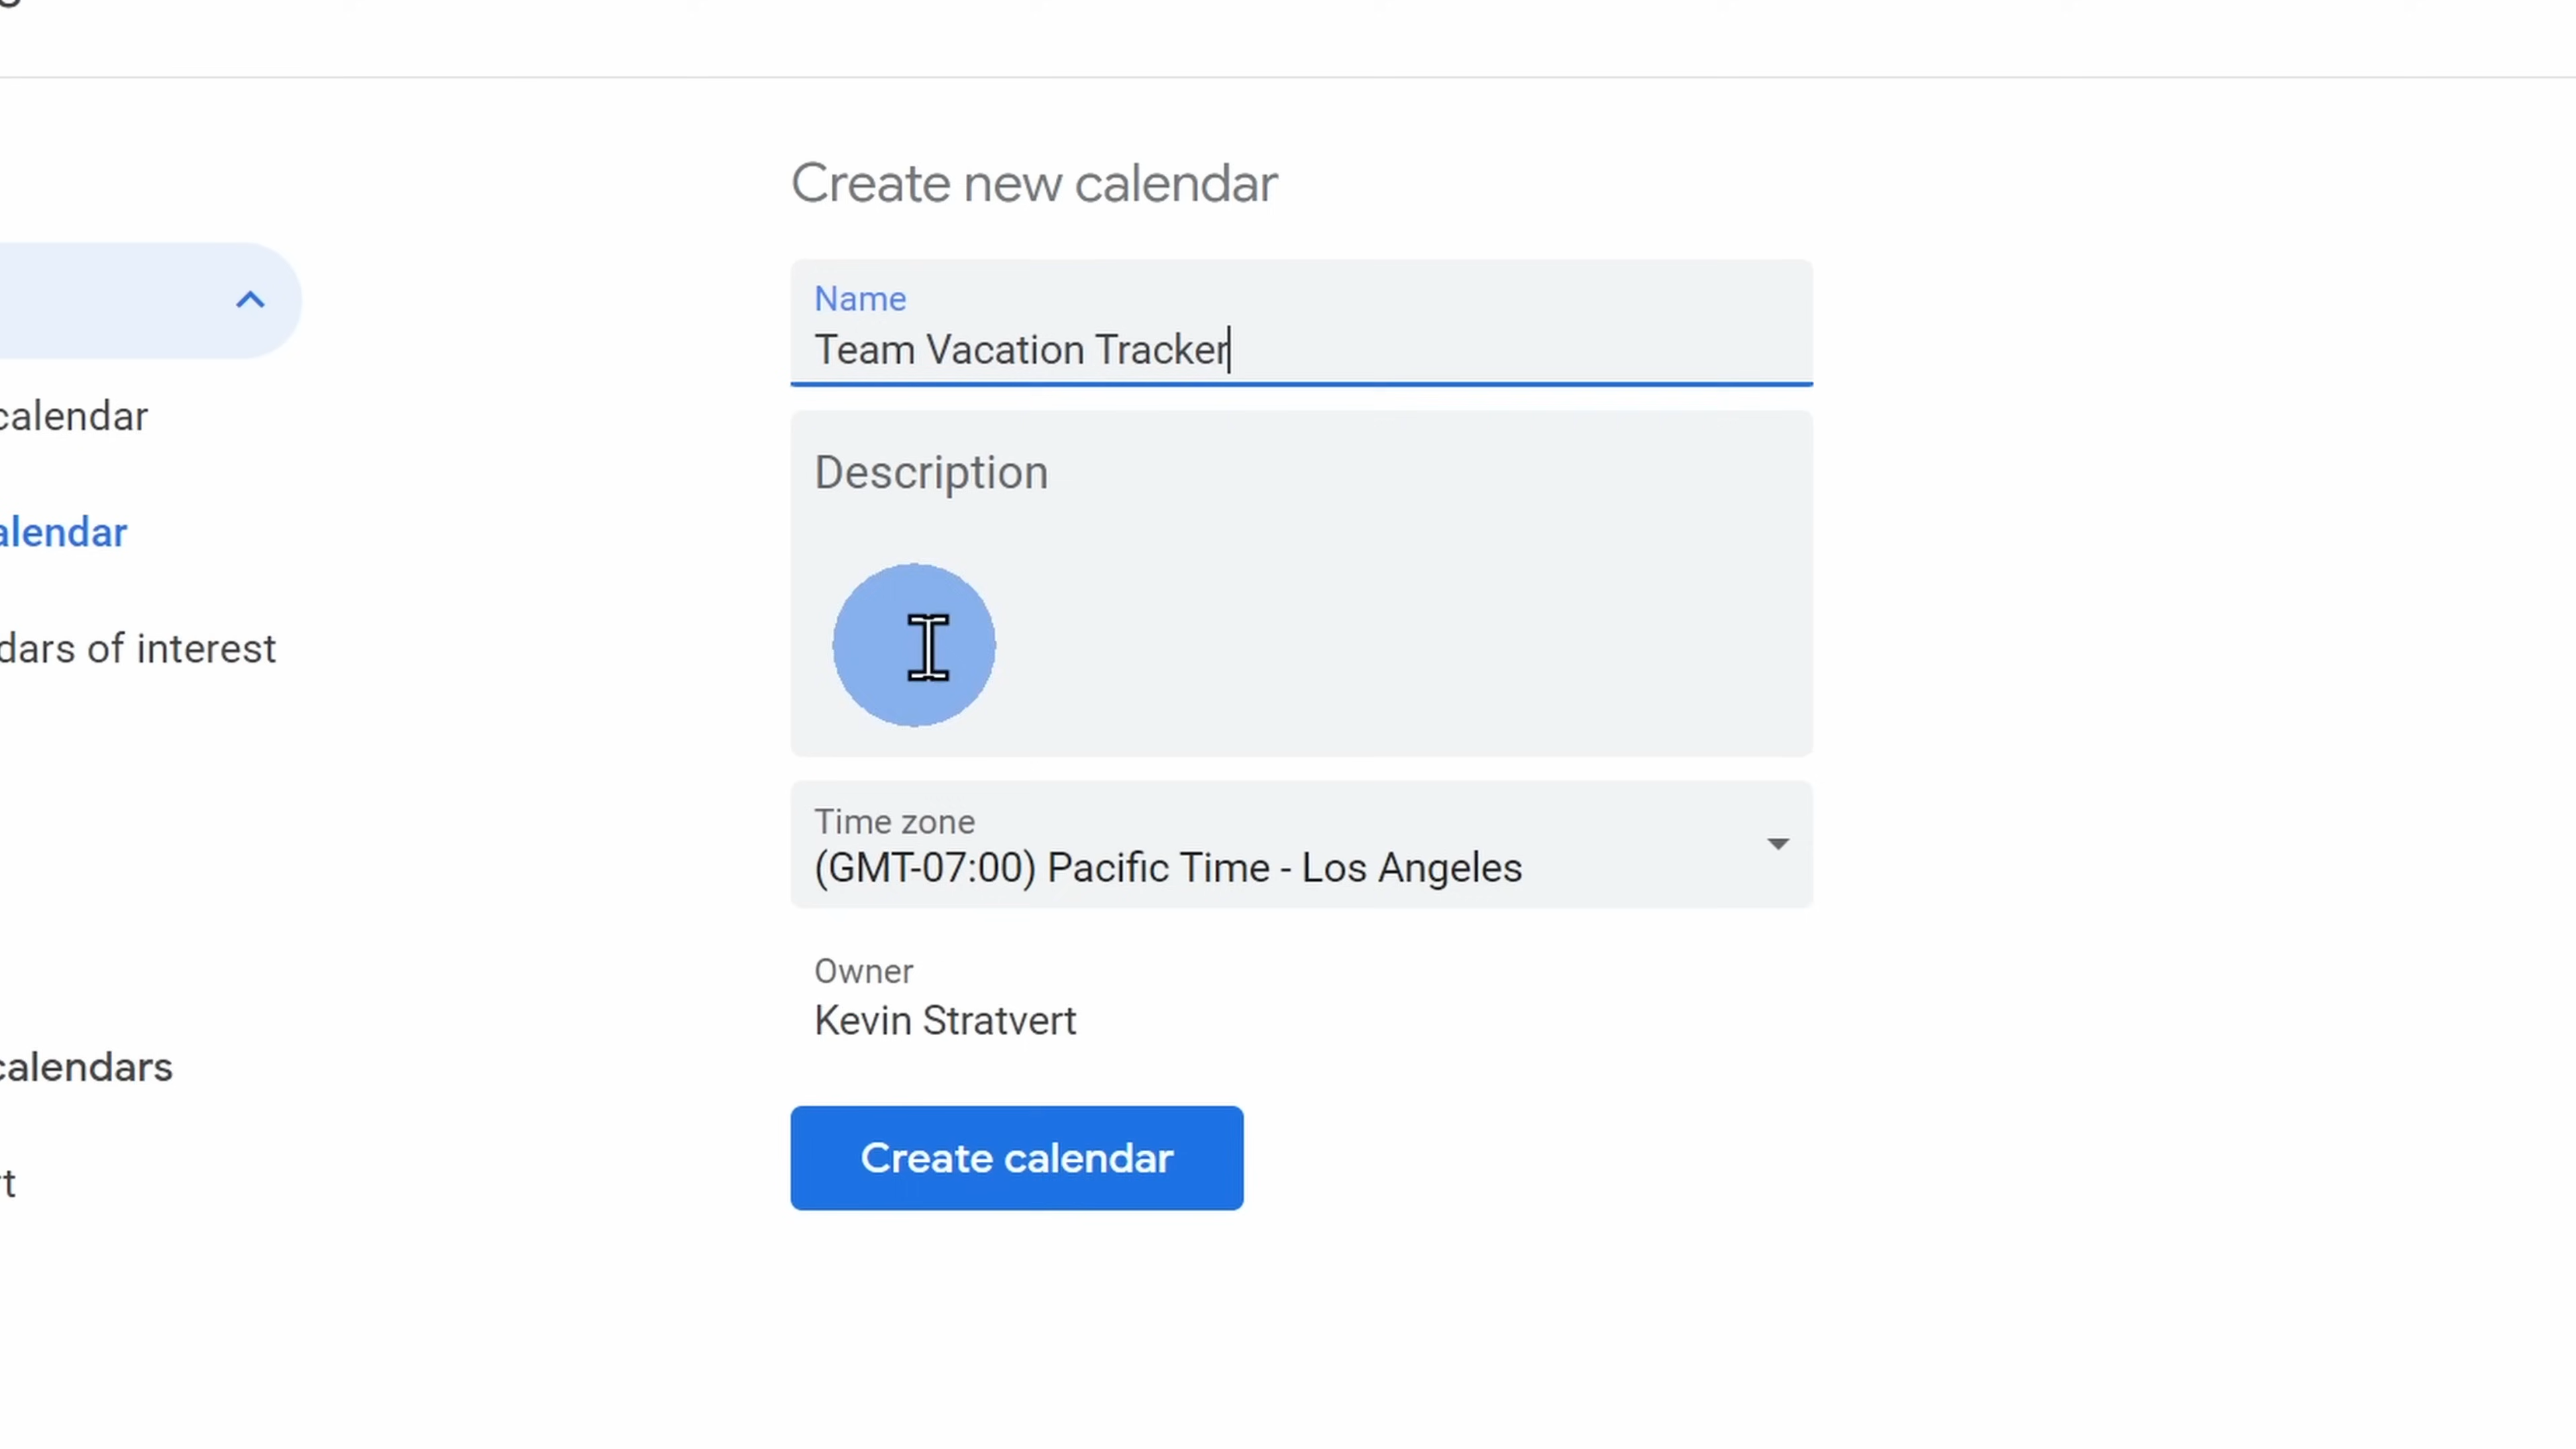 Create new calendar
Name
Team Vacation Tracker
calendar
Description
alendar
dars of interest
Time zone
(GMT-07:00) Pacific Time - Los Angeles
Owner
Kevin Stratvert
calendars
Create calendar
t